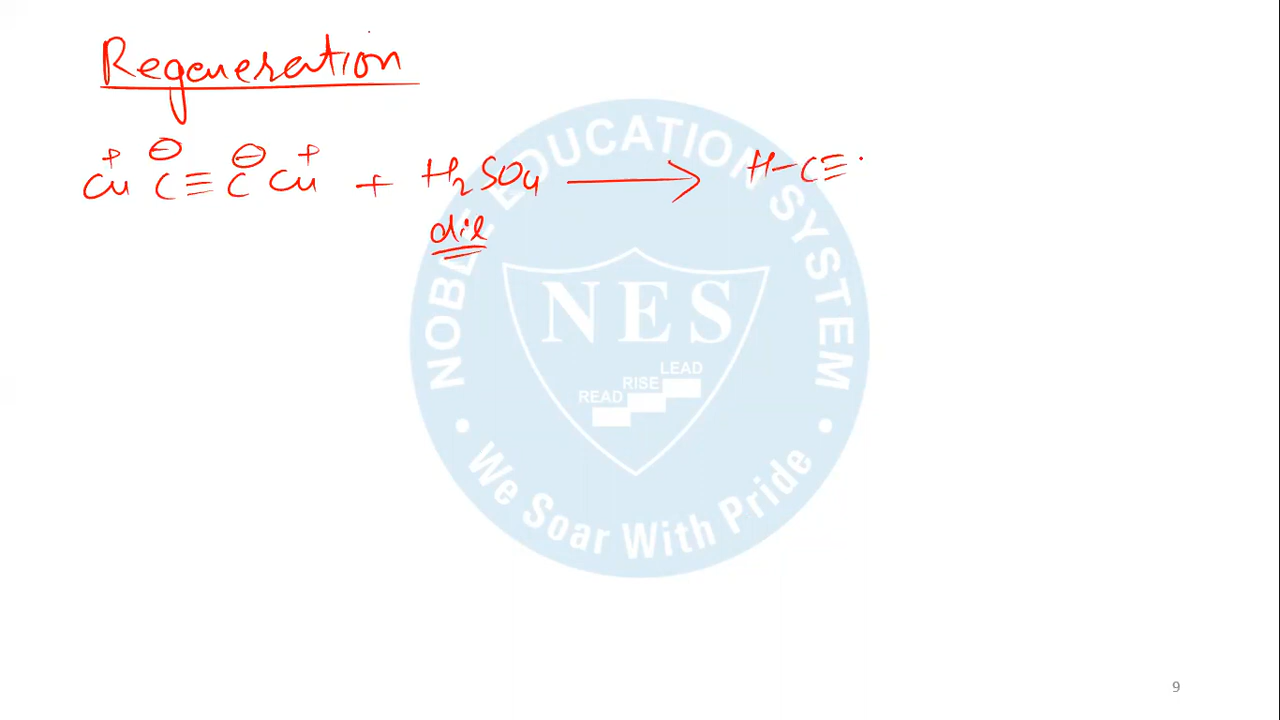 Regeneration
Cu⁺ C⊖ ≡ C⊖ Cu⁺ + H₂SO₄ ⟶ H–C≡
dil
NOBLE EDUCATION SYSTEM
NES
LEAD
RISE
READ
• We Soar With Pride •
9